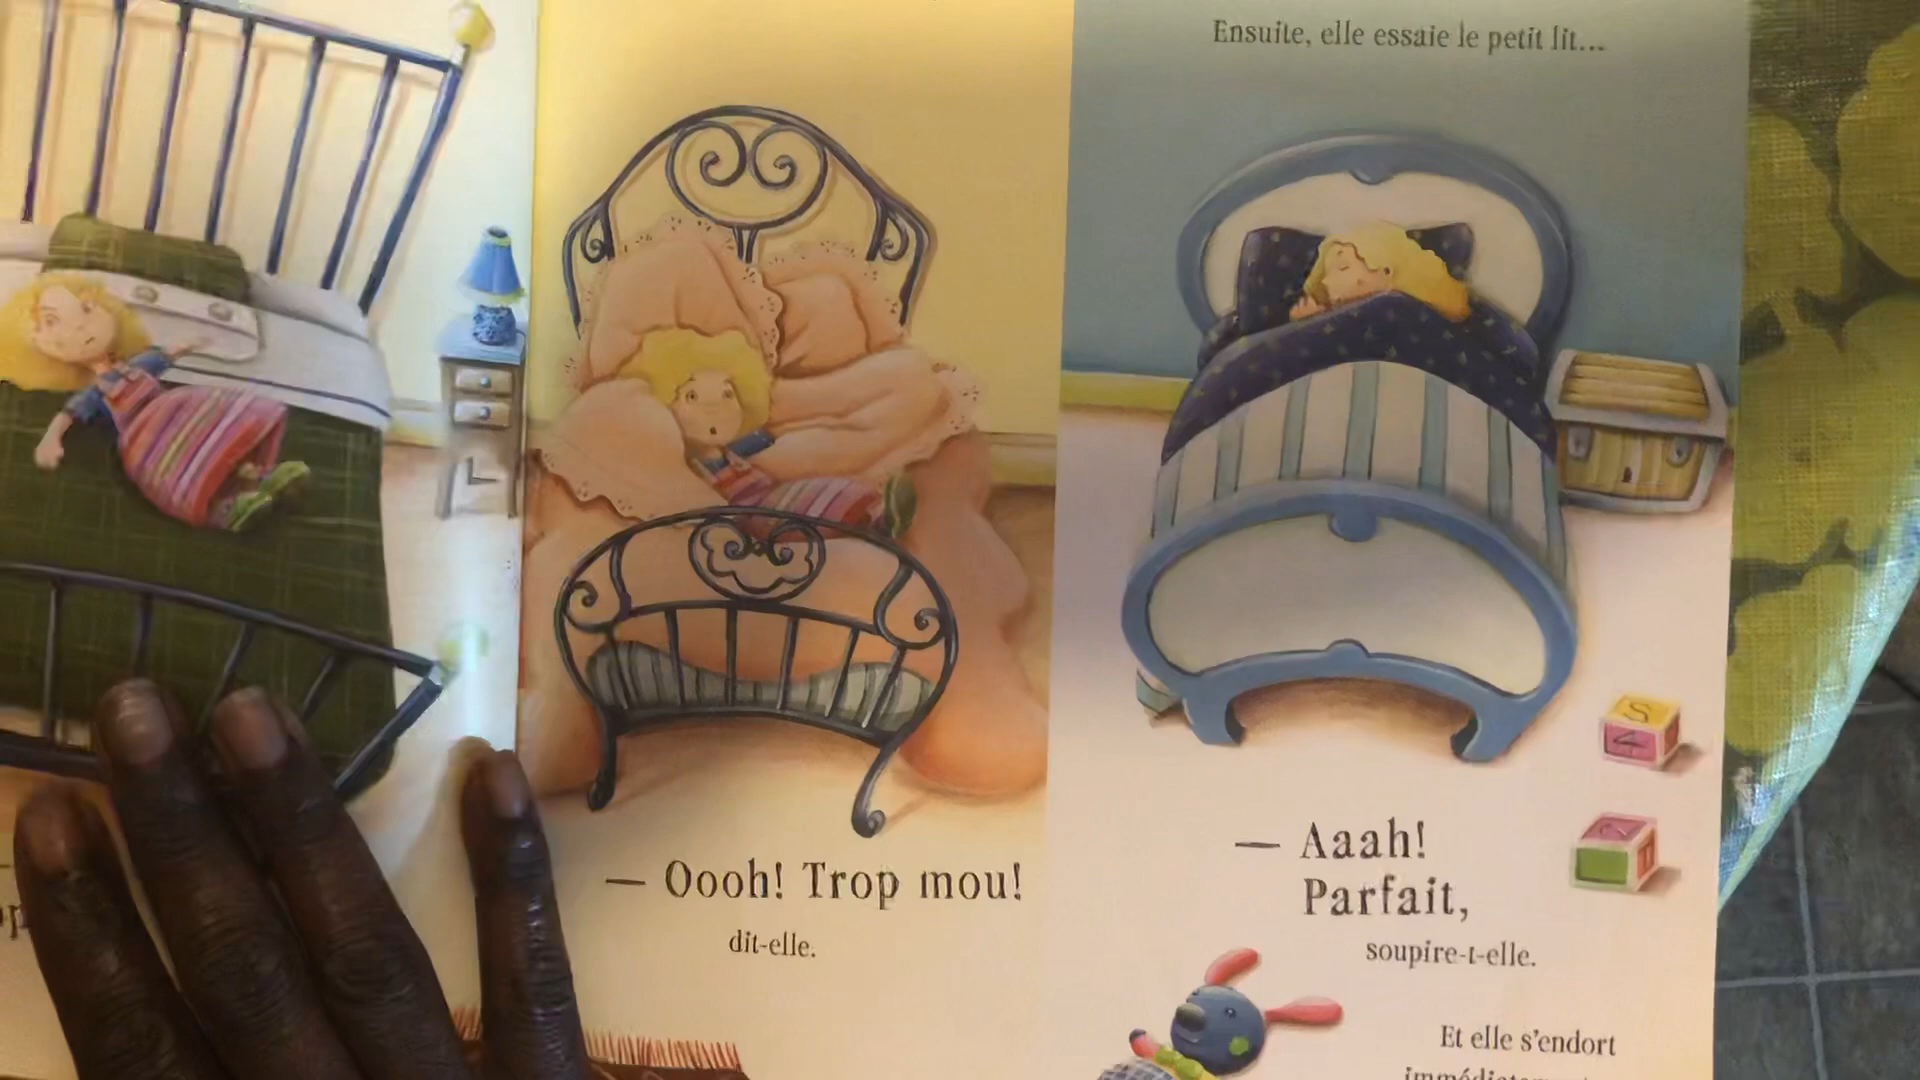 — Oooh! Trop mou!
dit-elle.
Ensuite, elle essaie le petit lit...
— Aaah!
Parfait,
soupire-t-elle.
Et elle s'endort